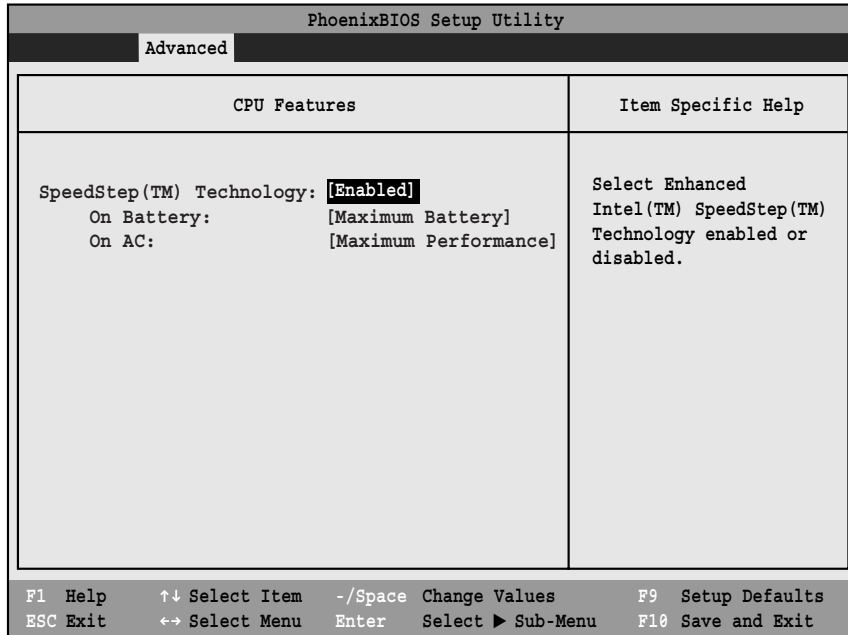 PhoenixBIOS Setup Utility
Advanced
CPU Features
Item Specific Help
SpeedStep(TM) Technology: [Enabled]
On Battery: [Maximum Battery]
On AC: [Maximum Performance]
Select Enhanced
Intel(TM) SpeedStep(TM)
Technology enabled or
disabled.
F1 Help ↑↓ Select Item -/Space Change Values F9 Setup Defaults
ESC Exit ←→ Select Menu Enter Select ▶ Sub-Menu F10 Save and Exit